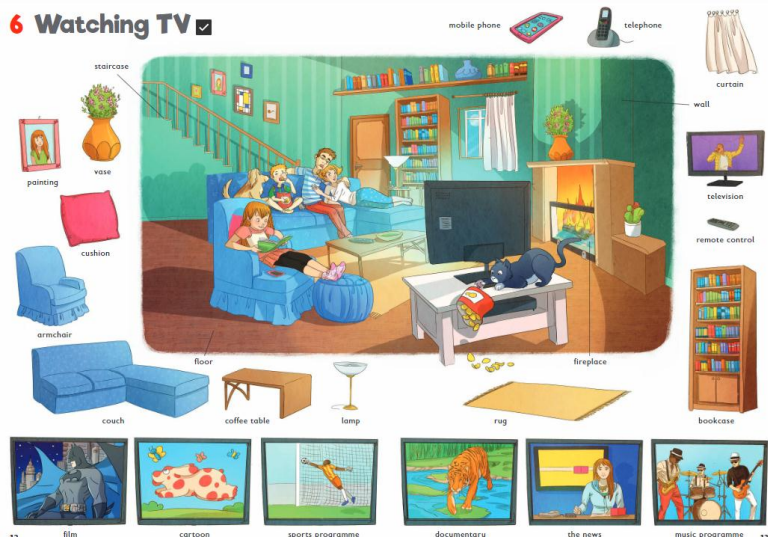 6 Watching TV
mobile phone
telephone
staircase
curtain
wall
painting
vase
television
cushion
remote control
armchair
floor
fireplace
couch
coffee table
lamp
rug
bookcase
film
cartoon
sports programme
documentary
the news
music programme